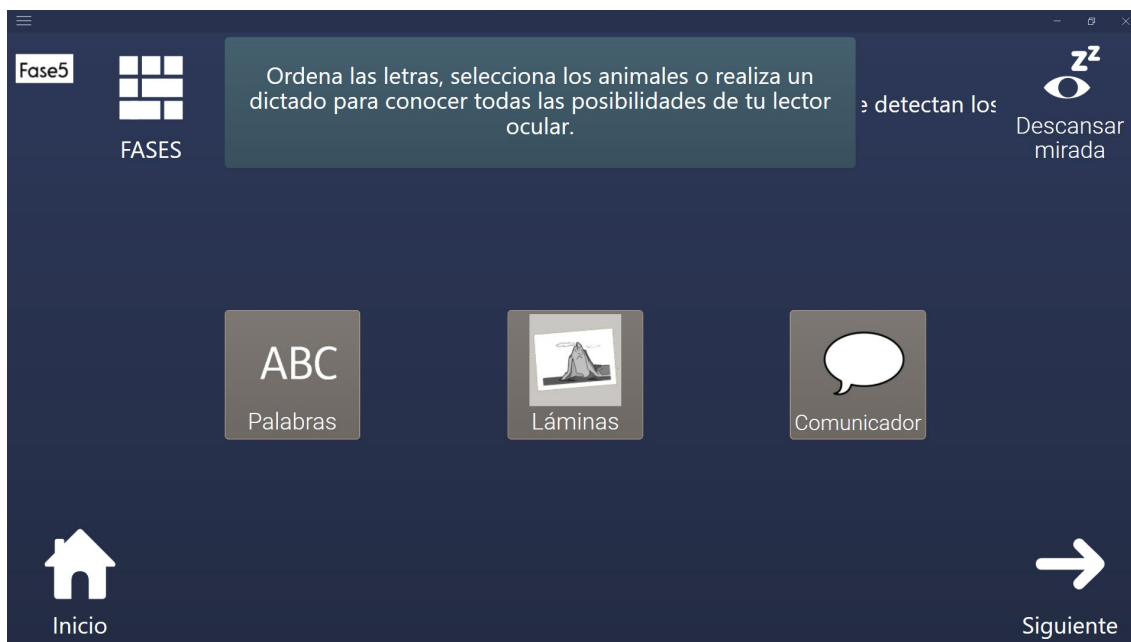 Fase5
FASES
Ordena las letras, selecciona los animales o realiza un
dictado para conocer todas las posibilidades de tu lector
ocular.
detectan los
zz
Descansar
mirada
ABC
Palabras
Láminas
Comunicador
Inicio
Siguiente